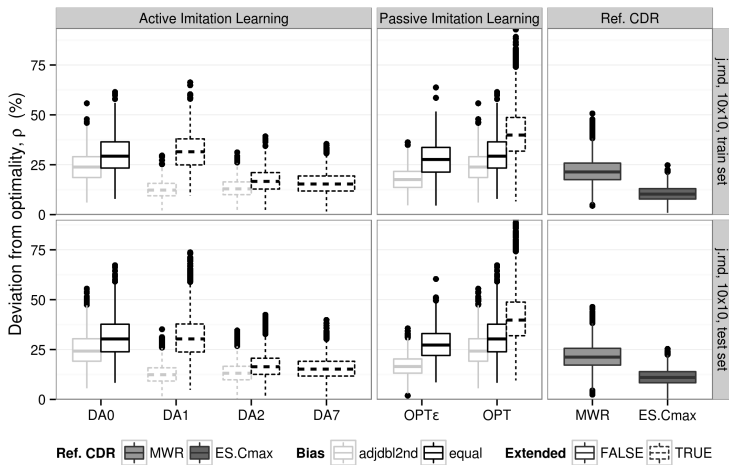 Active Imitation Learning Passive Imitation Learning Ref. CDR
Deviation from optimality, ρ (%)
75
50
25
0
j.rnd, 10x10, train set
75
50
25
0
j.rnd, 10x10, test set
DA0 DA1 DA2 DA7 OPTε OPT MWR ES.Cmax
Ref. CDR MWR ES.Cmax Bias adjdbl2nd equal Extended FALSE TRUE